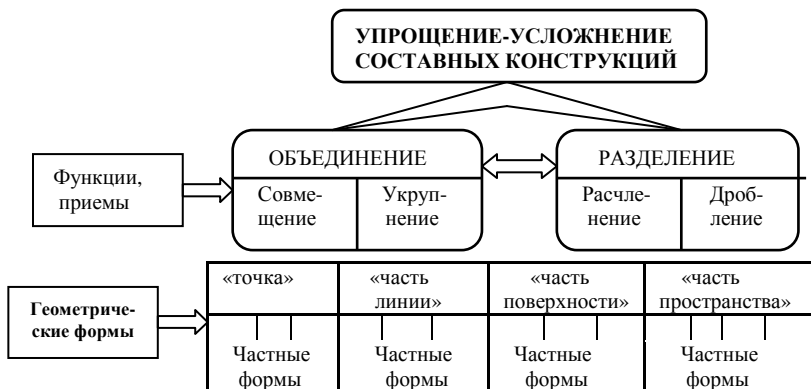 УПРОЩЕНИЕ-УСЛОЖНЕНИЕ
СОСТАВНЫХ КОНСТРУКЦИЙ
ОБЪЕДИНЕНИЕ
РАЗДЕЛЕНИЕ
Функции,
приемы
Совме-
щение
Укруп-
нение
Расчле-
нение
Дроб-
ление
Геометриче-
ские формы
«точка»
«часть
линии»
«часть
поверхности»
«часть
пространства»
Частные
формы
Частные
формы
Частные
формы
Частные
формы